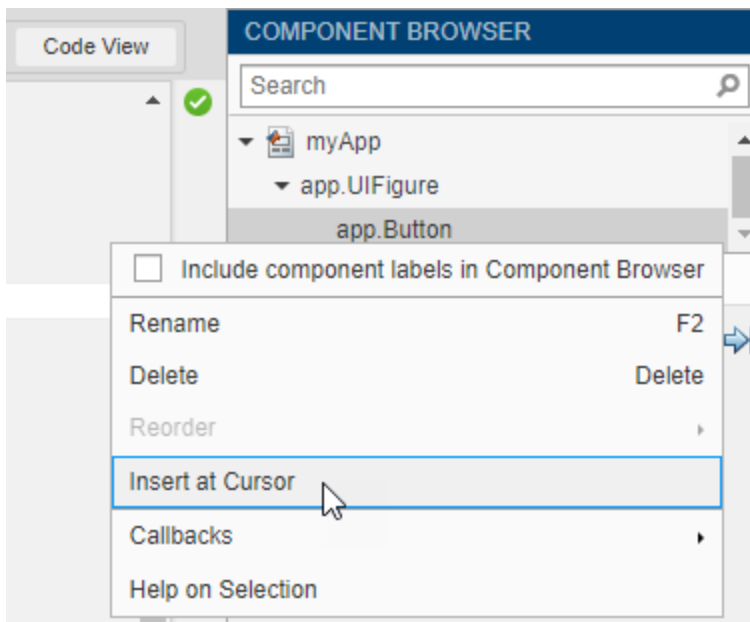 Code View
COMPONENT BROWSER
Search
myApp
app.UIFigure
app.Button
Include component labels in Component Browser
Rename F2
Delete Delete
Reorder
Insert at Cursor
Callbacks
Help on Selection